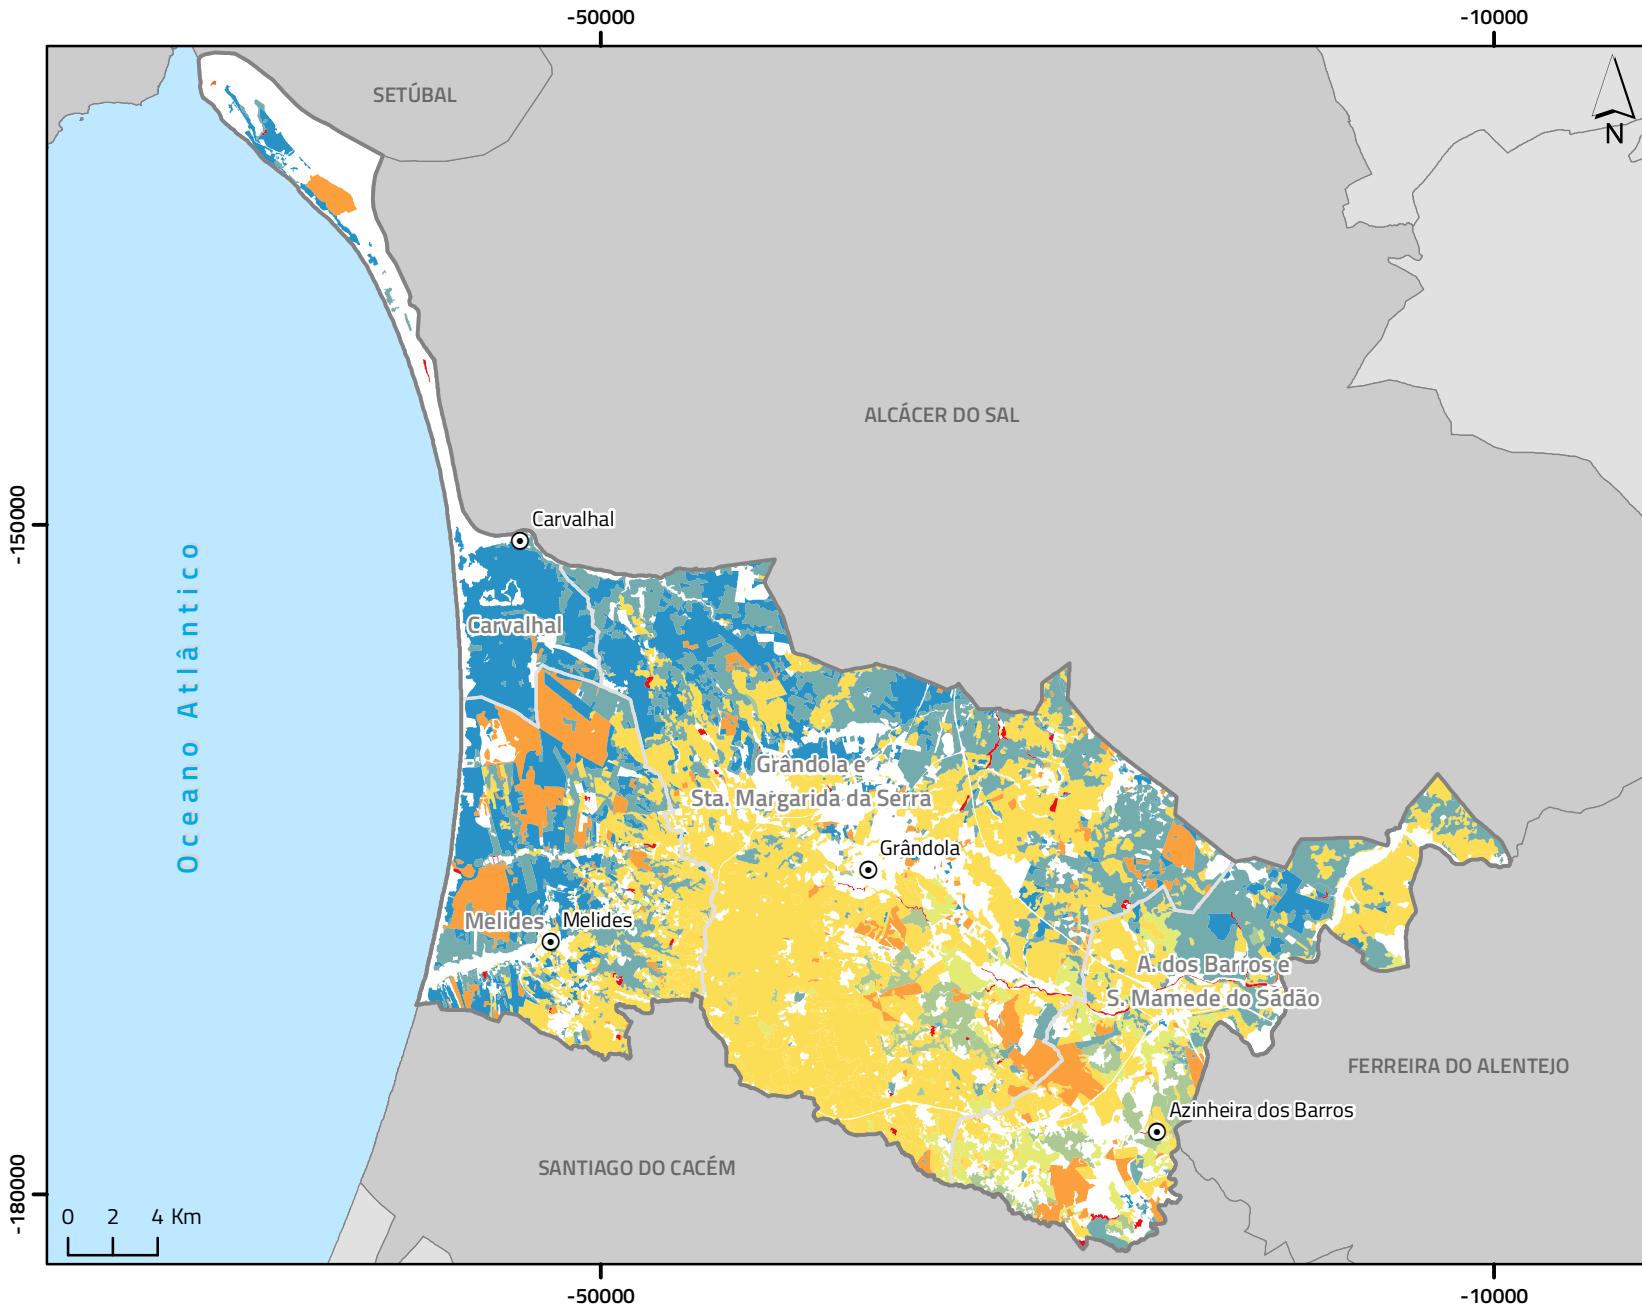 -50000
-10000
SETÚBAL
N
ALCÁCER DO SAL
-150000
Carvalhal
Oceano Atlântico
Carvalhal
Grândola e
Sta. Margarida da Serra
Grândola
Melides
Melides
A. dos Barros e
S. Mamede do Sádão
FERREIRA DO ALENTEJO
Azinheira dos Barros
SANTIAGO DO CACÉM
-180000
0 2 4 Km
-50000
-10000